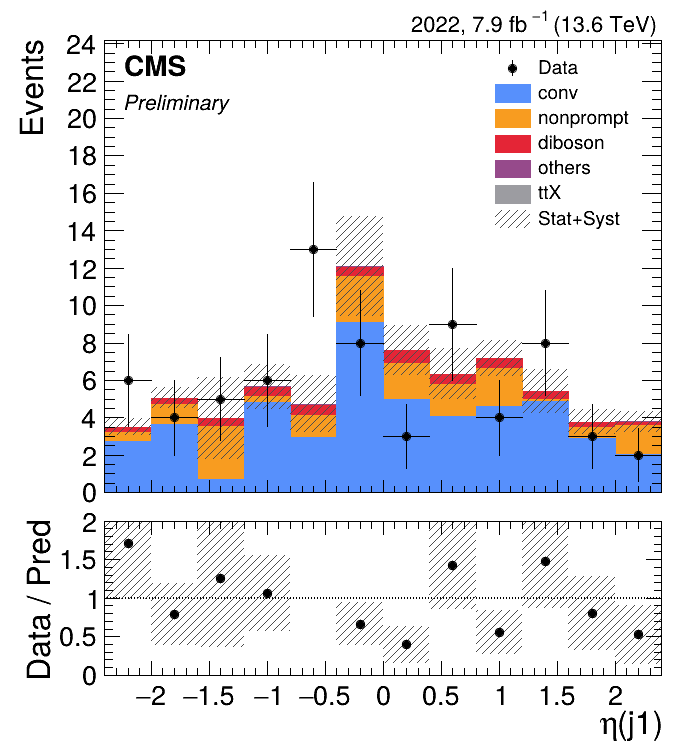 2022, 7.9 fb⁻¹ (13.6 TeV)
Events
24
22
20
18
16
14
12
10
8
6
4
2
0
CMS
Preliminary
Data
conv
nonprompt
diboson
others
ttX
Stat+Syst
Data / Pred
2
1.5
1
0.5
0
−2 −1.5 −1 −0.5 0 0.5 1 1.5 2
η(j1)